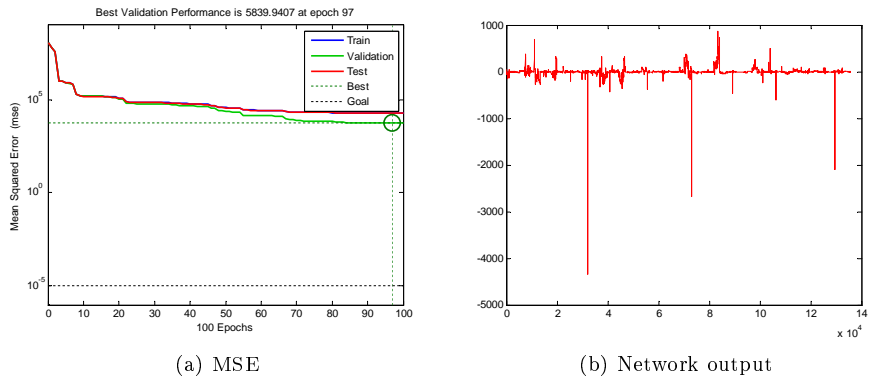 Best Validation Performance is 5839.9407 at epoch 97
Mean Squared Error (mse)
10^5
10^0
10^-5
Train
Validation
Test
Best
Goal
0 10 20 30 40 50 60 70 80 90 100
100 Epochs
(a) MSE
1000
0
-1000
-2000
-3000
-4000
-5000
0 2 4 6 8 10 12 14
x 10^4
(b) Network output